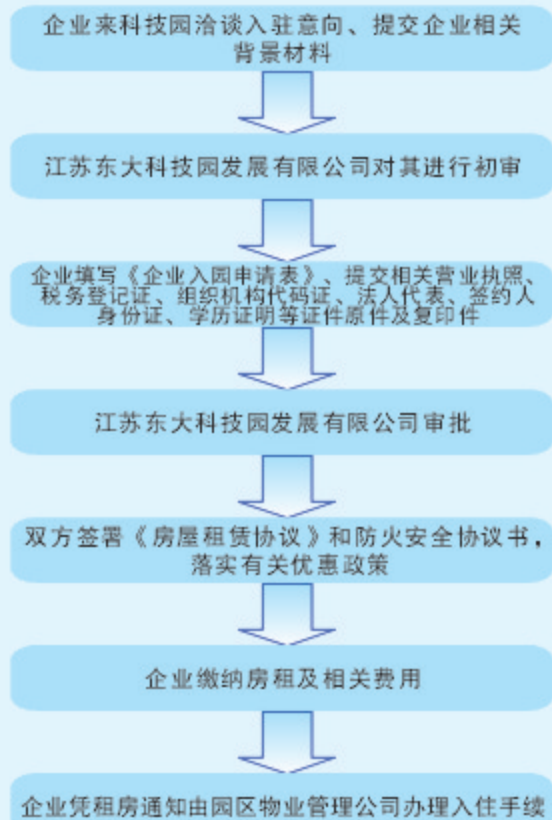 企业来科技园洽谈入驻意向、提交企业相关
背景材料
江苏东大科技园发展有限公司对其进行初审
企业填写《企业入园申请表》、提交相关营业执照、
税务登记证、组织机构代码证、法人代表、签约人
身份证、学历证明等证件原件及复印件
江苏东大科技园发展有限公司审批
双方签署《房屋租赁协议》和防火安全协议书，
落实有关优惠政策
企业缴纳房租及相关费用
企业凭租房通知由园区物业管理公司办理入住手续